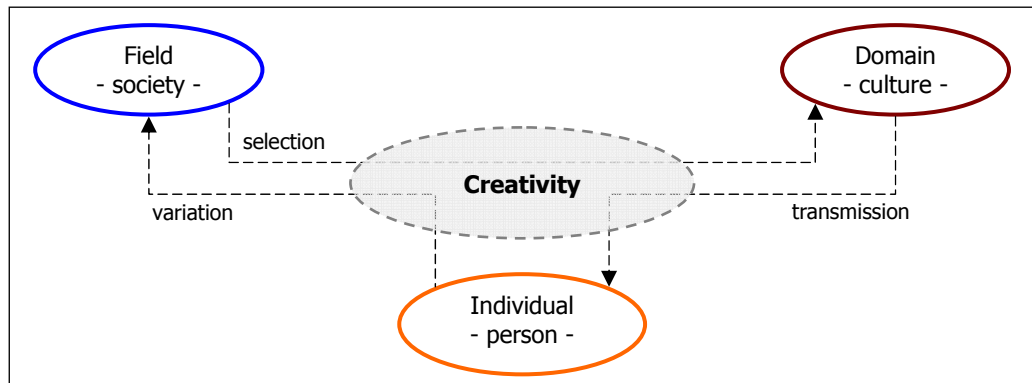 Field
- society -
Domain
- culture -
selection
Creativity
variation
transmission
Individual
- person -